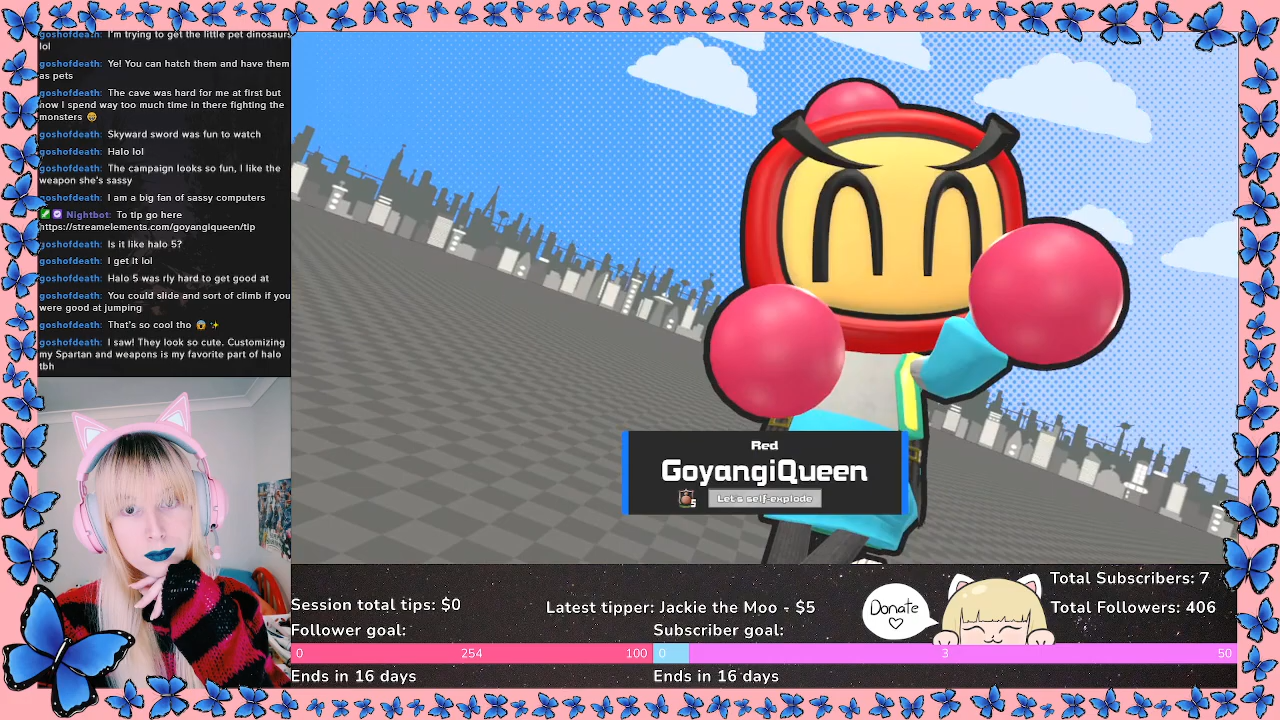 goshofdeath: I'm trying to get the little pet dinosaurs
lol
goshofdeath: Ye! You can hatch them and have them
as pets
goshofdeath: The cave was hard for me at first but
now I spend way too much time in there fighting the
monsters
goshofdeath: Skyward sword was fun to watch
goshofdeath: Halo lol
goshofdeath: The campaign looks so fun, I like the
weapon she's sassy
goshofdeath: I am a big fan of sassy computers
Nightbot: To tip go here
https://streamelements.com/goyangiqueen/tip
goshofdeath: Is it like halo 5?
goshofdeath: I get it lol
goshofdeath: Halo 5 was rly hard to get good at
goshofdeath: You could slide and sort of climb if you
were good at jumping
goshofdeath: That's so cool tho 😱 ✨
goshofdeath: I saw! They look so cute. Customizing
my Spartan and weapons is my favorite part of halo
tbh
Red
GoyangiQueen
5 Let's self-explode
Session total tips: $0
Latest tipper: Jackie the Moo - $5
Donate
Total Subscribers: 7
Total Followers: 406
Follower goal:
Subscriber goal:
0 254 100
0 3 50
Ends in 16 days
Ends in 16 days